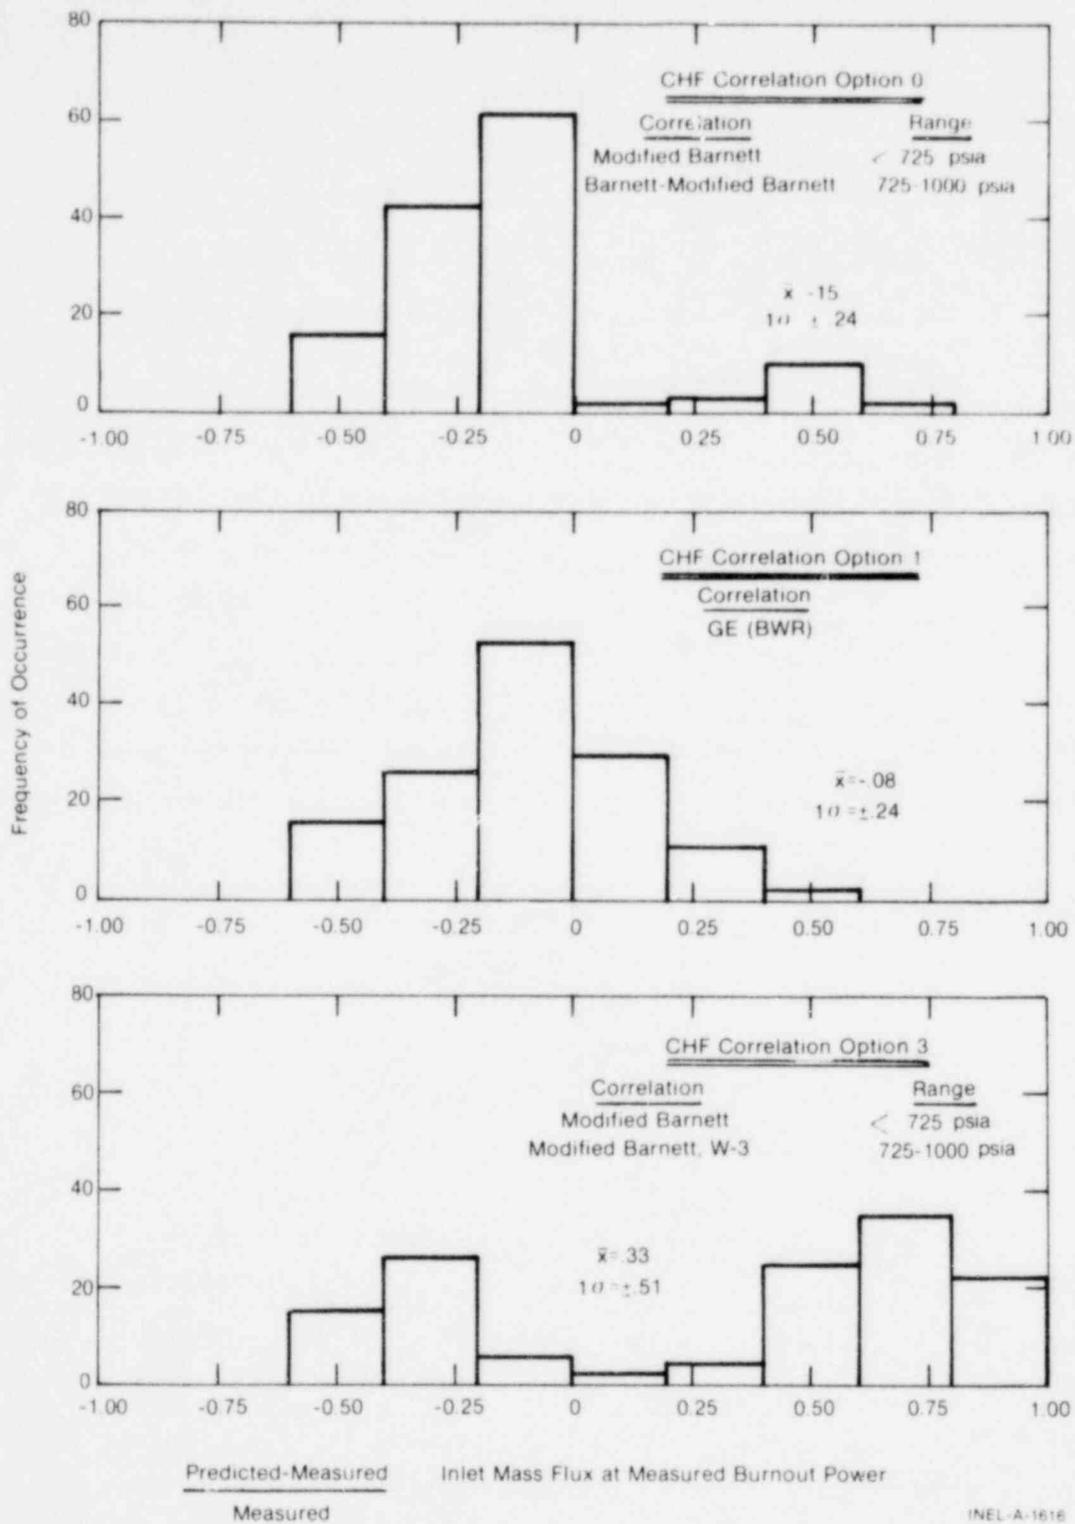 80
60
40
20
0
CHF Correlation Option 0
Correlation Range
Modified Barnett < 725 psia
Barnett-Modified Barnett 725-1000 psia
x̄ -.15
1σ ± .24
-1.00 -0.75 -0.50 -0.25 0 0.25 0.50 0.75 1.00
Frequency of Occurrence
80
60
40
20
0
CHF Correlation Option 1
Correlation
GE (BWR)
x̄=-.08
1σ=±.24
-1.00 -0.75 -0.50 -0.25 0 0.25 0.50 0.75 1.00
80
60
40
20
0
CHF Correlation Option 3
Correlation Range
Modified Barnett < 725 psia
Modified Barnett, W-3 725-1000 psia
x̄=.33
1σ=±.51
-1.00 -0.75 -0.50 -0.25 0 0.25 0.50 0.75 1.00
Predicted-Measured Inlet Mass Flux at Measured Burnout Power
Measured
INEL-A-1616